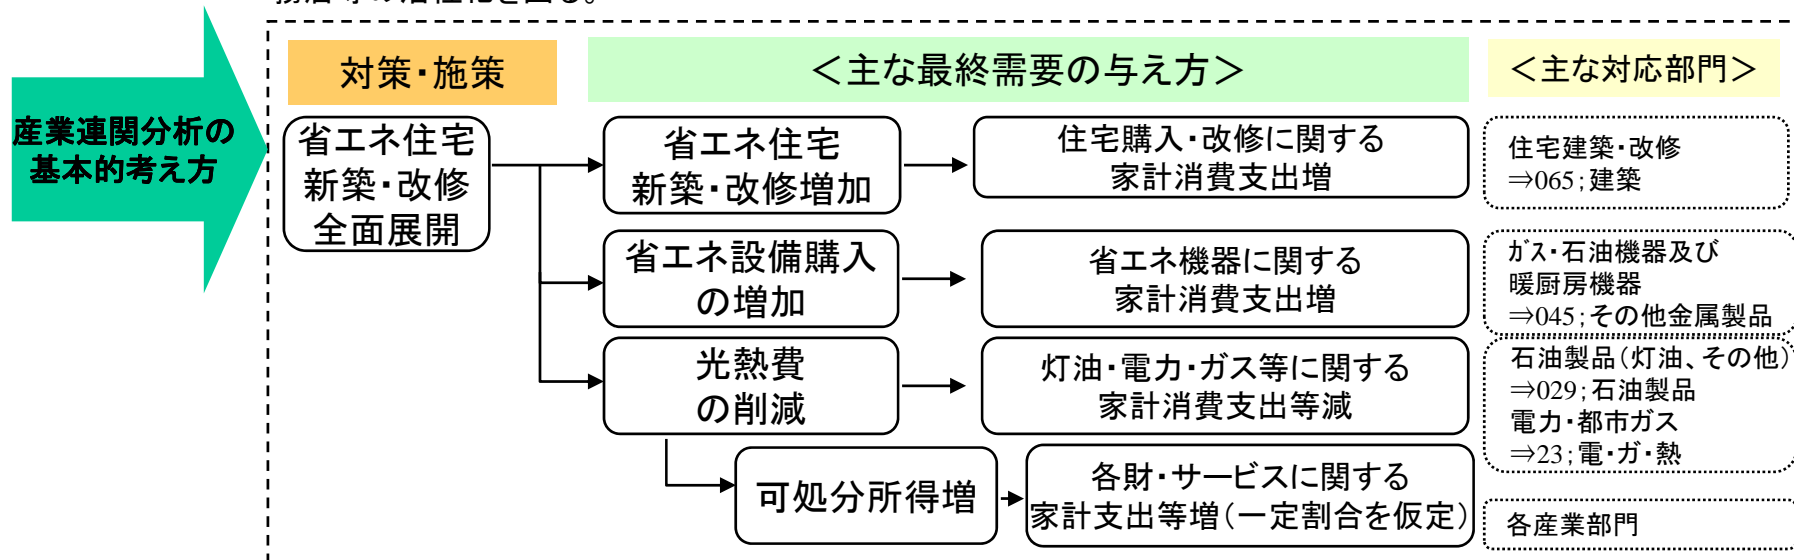 務店等の活性化を図る。
産業連関分析の
基本的考え方
対策・施策
＜主な最終需要の与え方＞
＜主な対応部門＞
省エネ住宅
新築・改修
全面展開
省エネ住宅
新築・改修増加
住宅購入・改修に関する
家計消費支出増
住宅建築・改修
⇒065；建築
省エネ設備購入
の増加
省エネ機器に関する
家計消費支出増
ｶﾞｽ・石油機器及び
暖厨房機器
⇒045；その他金属製品
光熱費
の削減
灯油・電力・ガス等に関する
家計消費支出等減
石油製品（灯油、その他）
⇒029；石油製品
電力・都市ガス
⇒23；電・ガ・熱
可処分所得増
各財・サービスに関する
家計支出等増（一定割合を仮定）
各産業部門